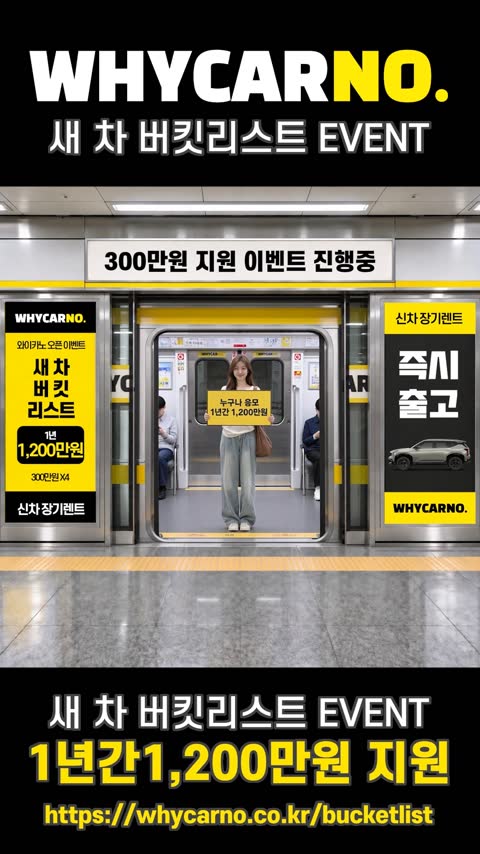 WHYCARNO.
새 차 버킷리스트 EVENT
300만원 지원 이벤트 진행중
WHYCARNO.
와이카노 오픈 이벤트
새 차
버 킷
리스트
1년
1,200만원
300만원 X4
신차 장기렌트
누구나 응모
1년간 1,200만원
신차 장기렌트
즉시
출고
WHYCARNO.
새 차 버킷리스트 EVENT
1년간1,200만원 지원
https://whycarno.co.kr/bucketlist